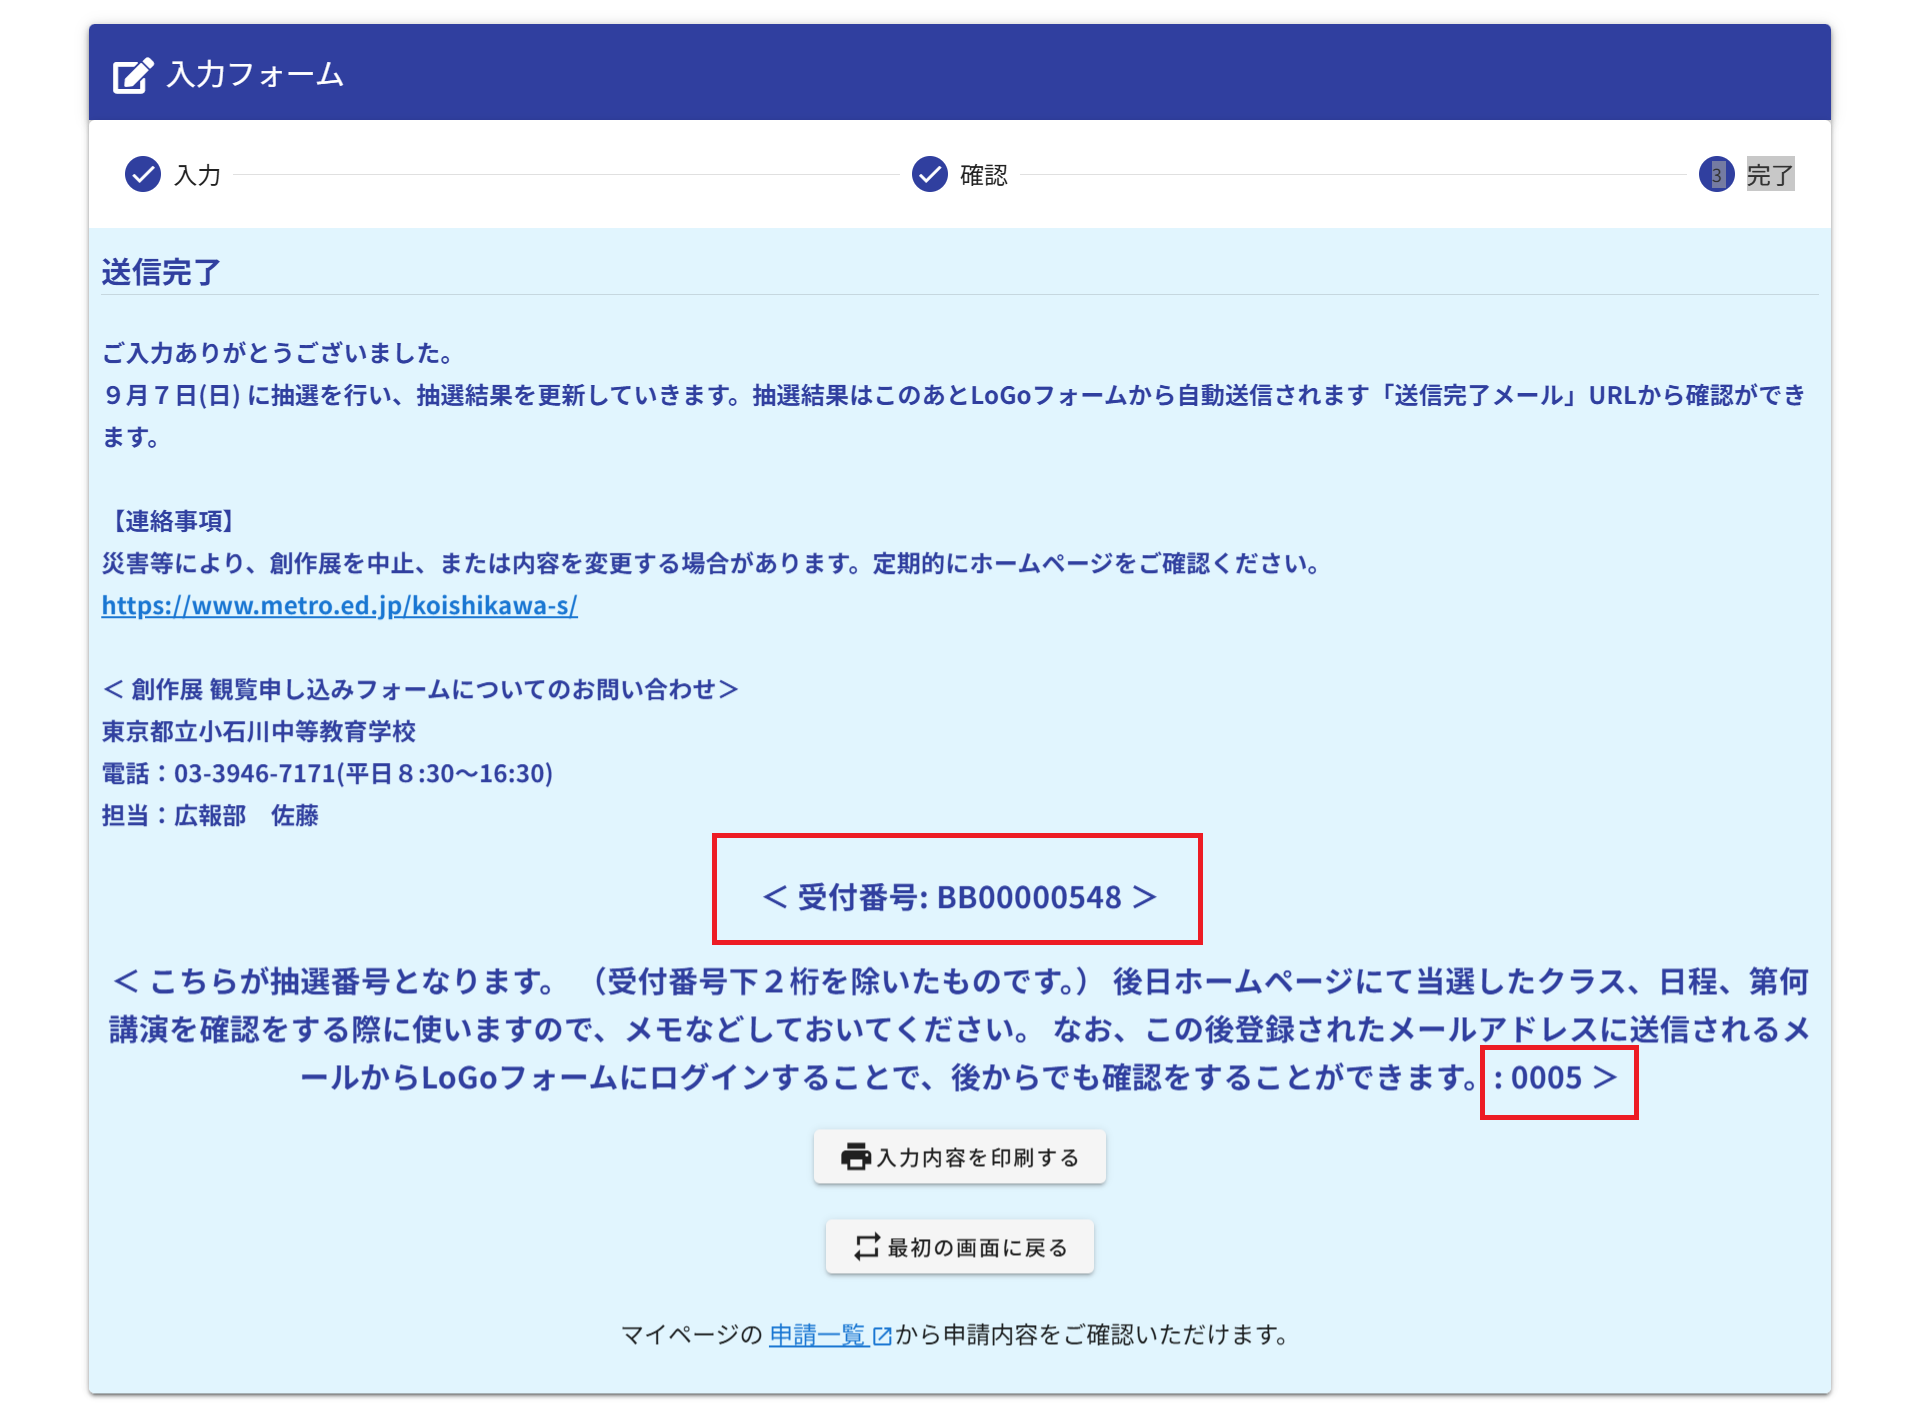 入力フォーム
入力
確認
3 完了
送信完了
ご入力ありがとうございました。
９月７日(日) に抽選を行い、抽選結果を更新していきます。抽選結果はこのあとLoGoフォームから自動送信されます「送信完了メール」URLから確認ができ
ます。
【連絡事項】
災害等により、創作展を中止、または内容を変更する場合があります。定期的にホームページをご確認ください。
https://www.metro.ed.jp/koishikawa-s/
＜ 創作展 観覧申し込みフォームについてのお問い合わせ＞
東京都立小石川中等教育学校
電話：03-3946-7171(平日８:30～16:30)
担当：広報部　佐藤
＜ 受付番号: BB00000548 ＞
＜ こちらが抽選番号となります。 （受付番号下２桁を除いたものです。） 後日ホームページにて当選したクラス、日程、第何
講演を確認をする際に使いますので、メモなどしておいてください。 なお、この後登録されたメールアドレスに送信されるメ
ールからLoGoフォームにログインすることで、後からでも確認をすることができます。: 0005 ＞
入力内容を印刷する
最初の画面に戻る
マイページの 申請一覧 から申請内容をご確認いただけます。